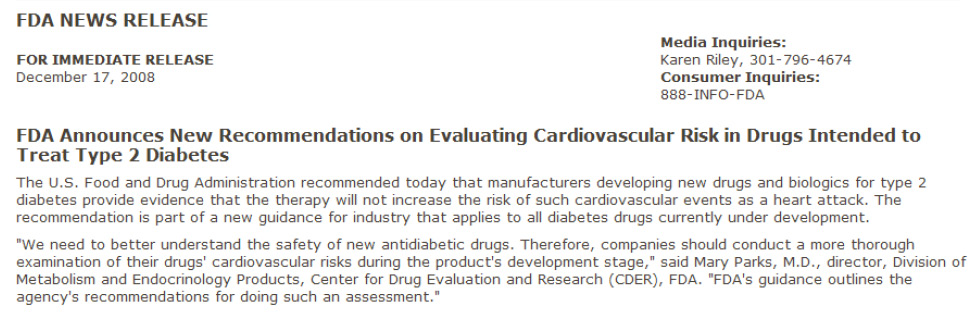 FDA NEWS RELEASE
FOR IMMEDIATE RELEASE
December 17, 2008
Media Inquiries:
Karen Riley, 301-796-4674
Consumer Inquiries:
888-INFO-FDA
FDA Announces New Recommendations on Evaluating Cardiovascular Risk in Drugs Intended to
Treat Type 2 Diabetes
The U.S. Food and Drug Administration recommended today that manufacturers developing new drugs and biologics for type 2
diabetes provide evidence that the therapy will not increase the risk of such cardiovascular events as a heart attack. The
recommendation is part of a new guidance for industry that applies to all diabetes drugs currently under development.
"We need to better understand the safety of new antidiabetic drugs. Therefore, companies should conduct a more thorough
examination of their drugs' cardiovascular risks during the product's development stage," said Mary Parks, M.D., director, Division of
Metabolism and Endocrinology Products, Center for Drug Evaluation and Research (CDER), FDA. "FDA's guidance outlines the
agency's recommendations for doing such an assessment."